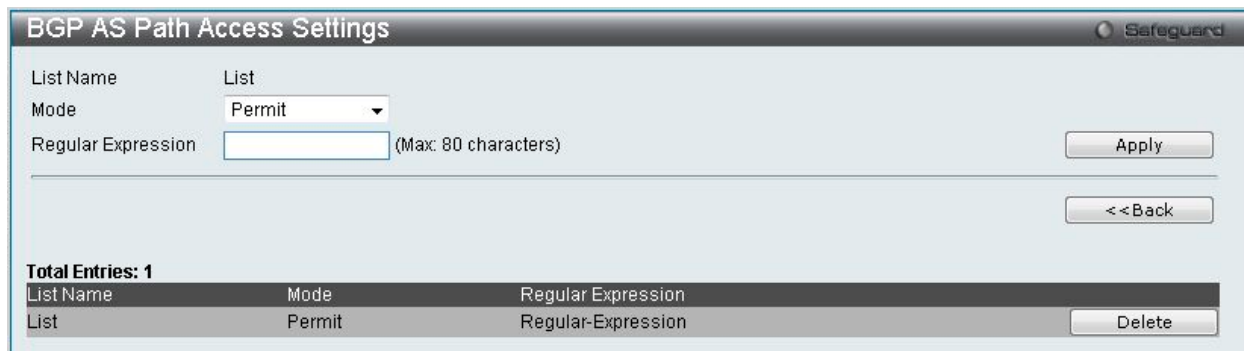 BGP AS Path Access Settings
Safeguard
List Name List
Mode Permit
Regular Expression (Max: 80 characters)
Apply
<<Back
Total Entries: 1
List Name Mode Regular Expression
List Permit Regular-Expression Delete